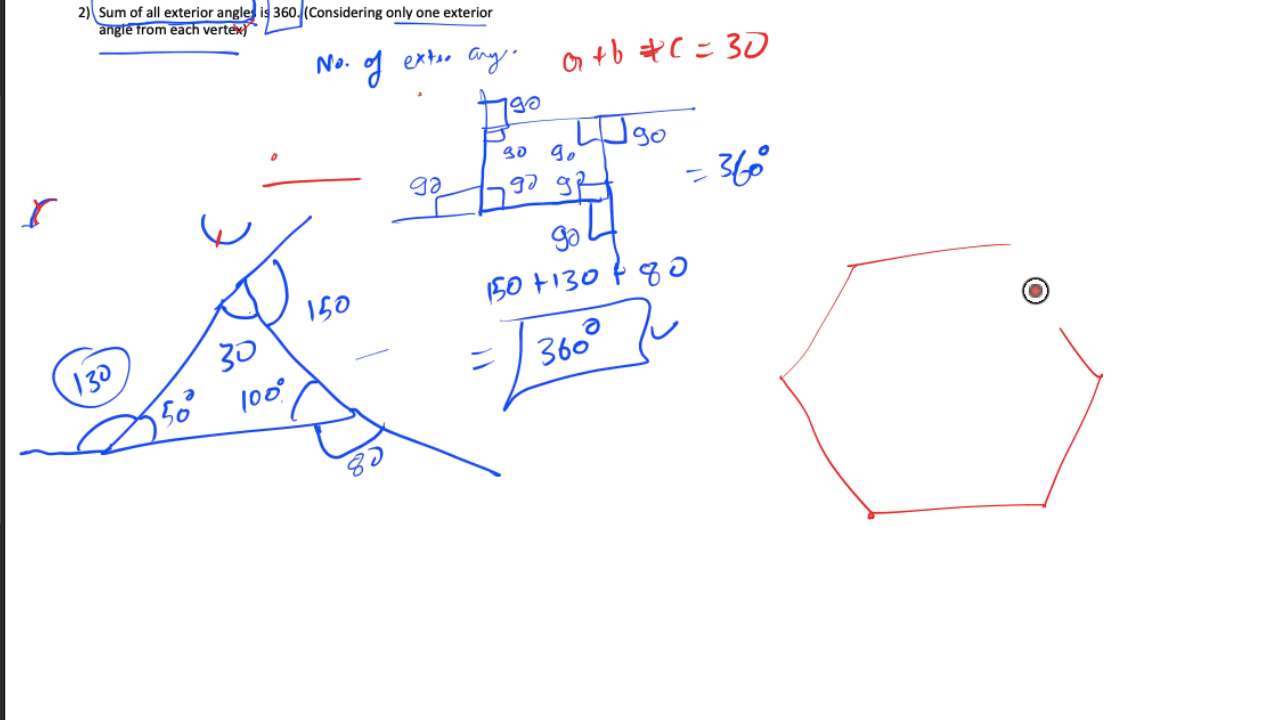 2) Sum of all exterior angles is 360. (Considering only one exterior
angle from each vertex)
No. of exter. ang.
a + b + c = 30
90
90
90 90
= 360°
90
90 90
90
150 + 130 + 80
= 360°
150
30
130
50° 100°
80